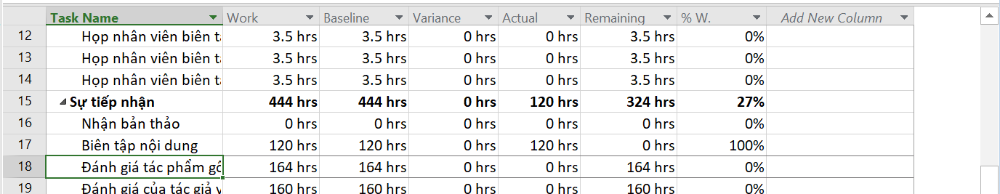 Task Name Work Baseline Variance Actual Remaining % W. Add New Column
12 Họp nhân viên biên 3.5 hrs 3.5 hrs 0 hrs 0 hrs 3.5 hrs 0%
13 Họp nhân viên biên 3.5 hrs 3.5 hrs 0 hrs 0 hrs 3.5 hrs 0%
14 Họp nhân viên biên 3.5 hrs 3.5 hrs 0 hrs 0 hrs 3.5 hrs 0%
15 Sự tiếp nhận 444 hrs 444 hrs 0 hrs 120 hrs 324 hrs 27%
16 Nhận bản thảo 0 hrs 0 hrs 0 hrs 0 hrs 0 hrs 0%
17 Biên tập nội dung 120 hrs 120 hrs 0 hrs 120 hrs 0 hrs 100%
18 Đánh giá tác phẩm 164 hrs 164 hrs 0 hrs 0 hrs 164 hrs 0%
19 Đánh giá của tác giả 160 hrs 160 hrs 0 hrs 0 hrs 160 hrs 0%